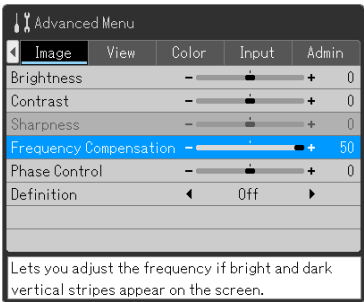 Advanced Menu
Image View Color Input Admin
Brightness - + 0
Contrast - + 0
Sharpness - + 0
Frequency Compensation - + 50
Phase Control - + 0
Definition Off
Lets you adjust the frequency if bright and dark
vertical stripes appear on the screen.